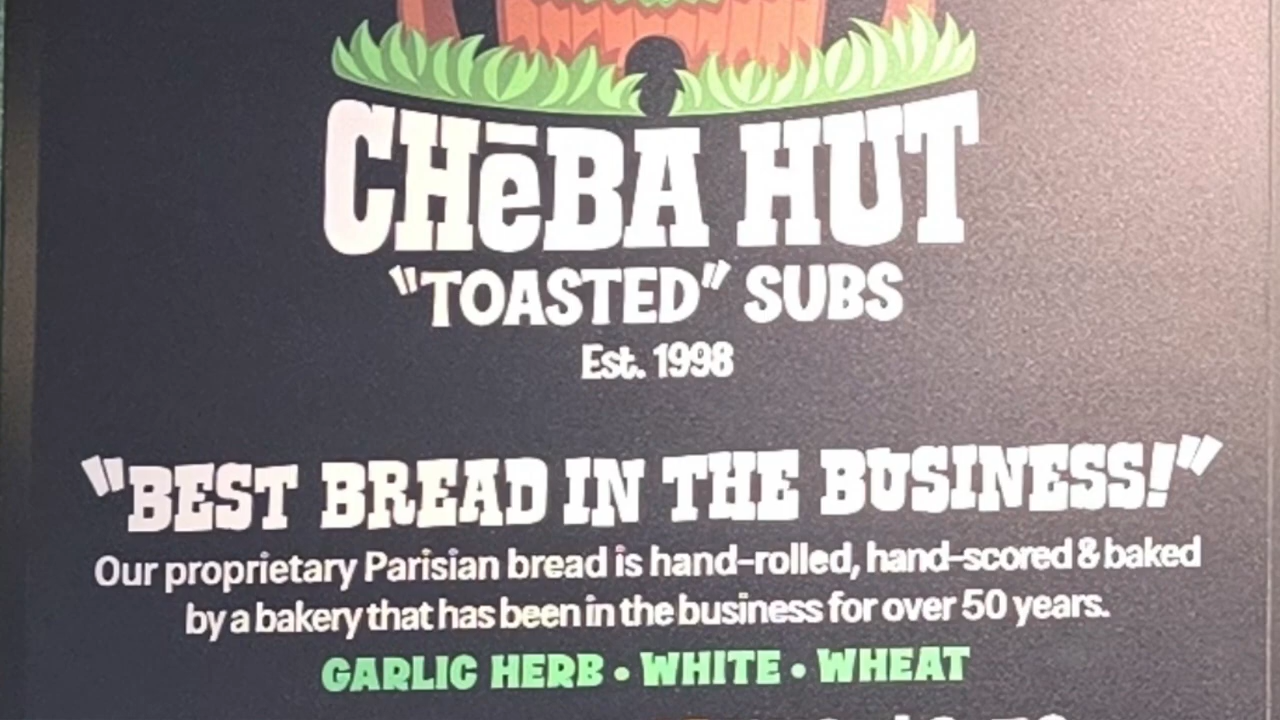 CHēBA HUT
"TOASTED" SUBS
Est. 1998
"BEST BREAD IN THE BUSINESS!"
Our proprietary Parisian bread is hand-rolled, hand-scored & baked
by a bakery that has been in the business for over 50 years.
GARLIC HERB • WHITE • WHEAT